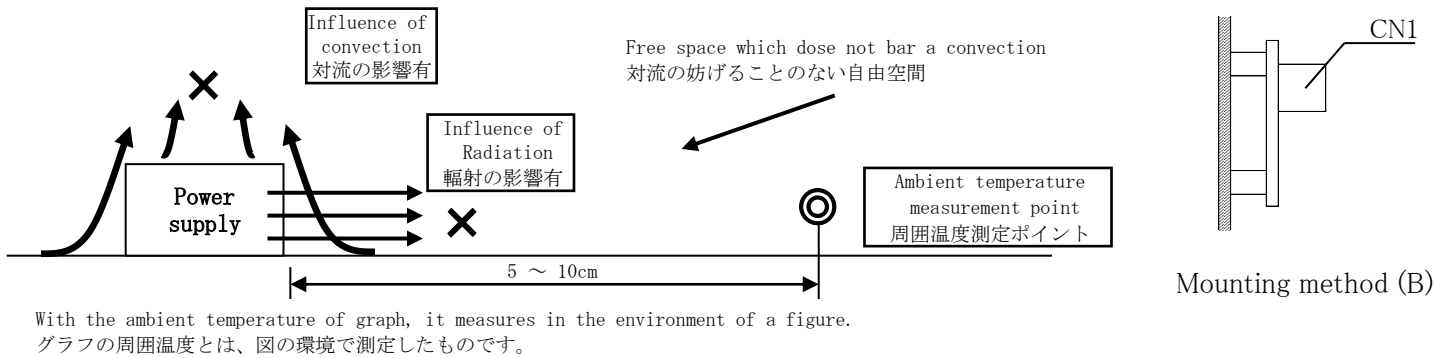 Influence of
convection
対流の影響有
Free space which dose not bar a convection
対流の妨げることのない自由空間
CN1
Influence of
Radiation
輻射の影響有
Power
supply
Ambient temperature
measurement point
周囲温度測定ポイント
5 ～ 10cm
Mounting method (B)
With the ambient temperature of graph, it measures in the environment of a figure.
グラフの周囲温度とは、図の環境で測定したものです。